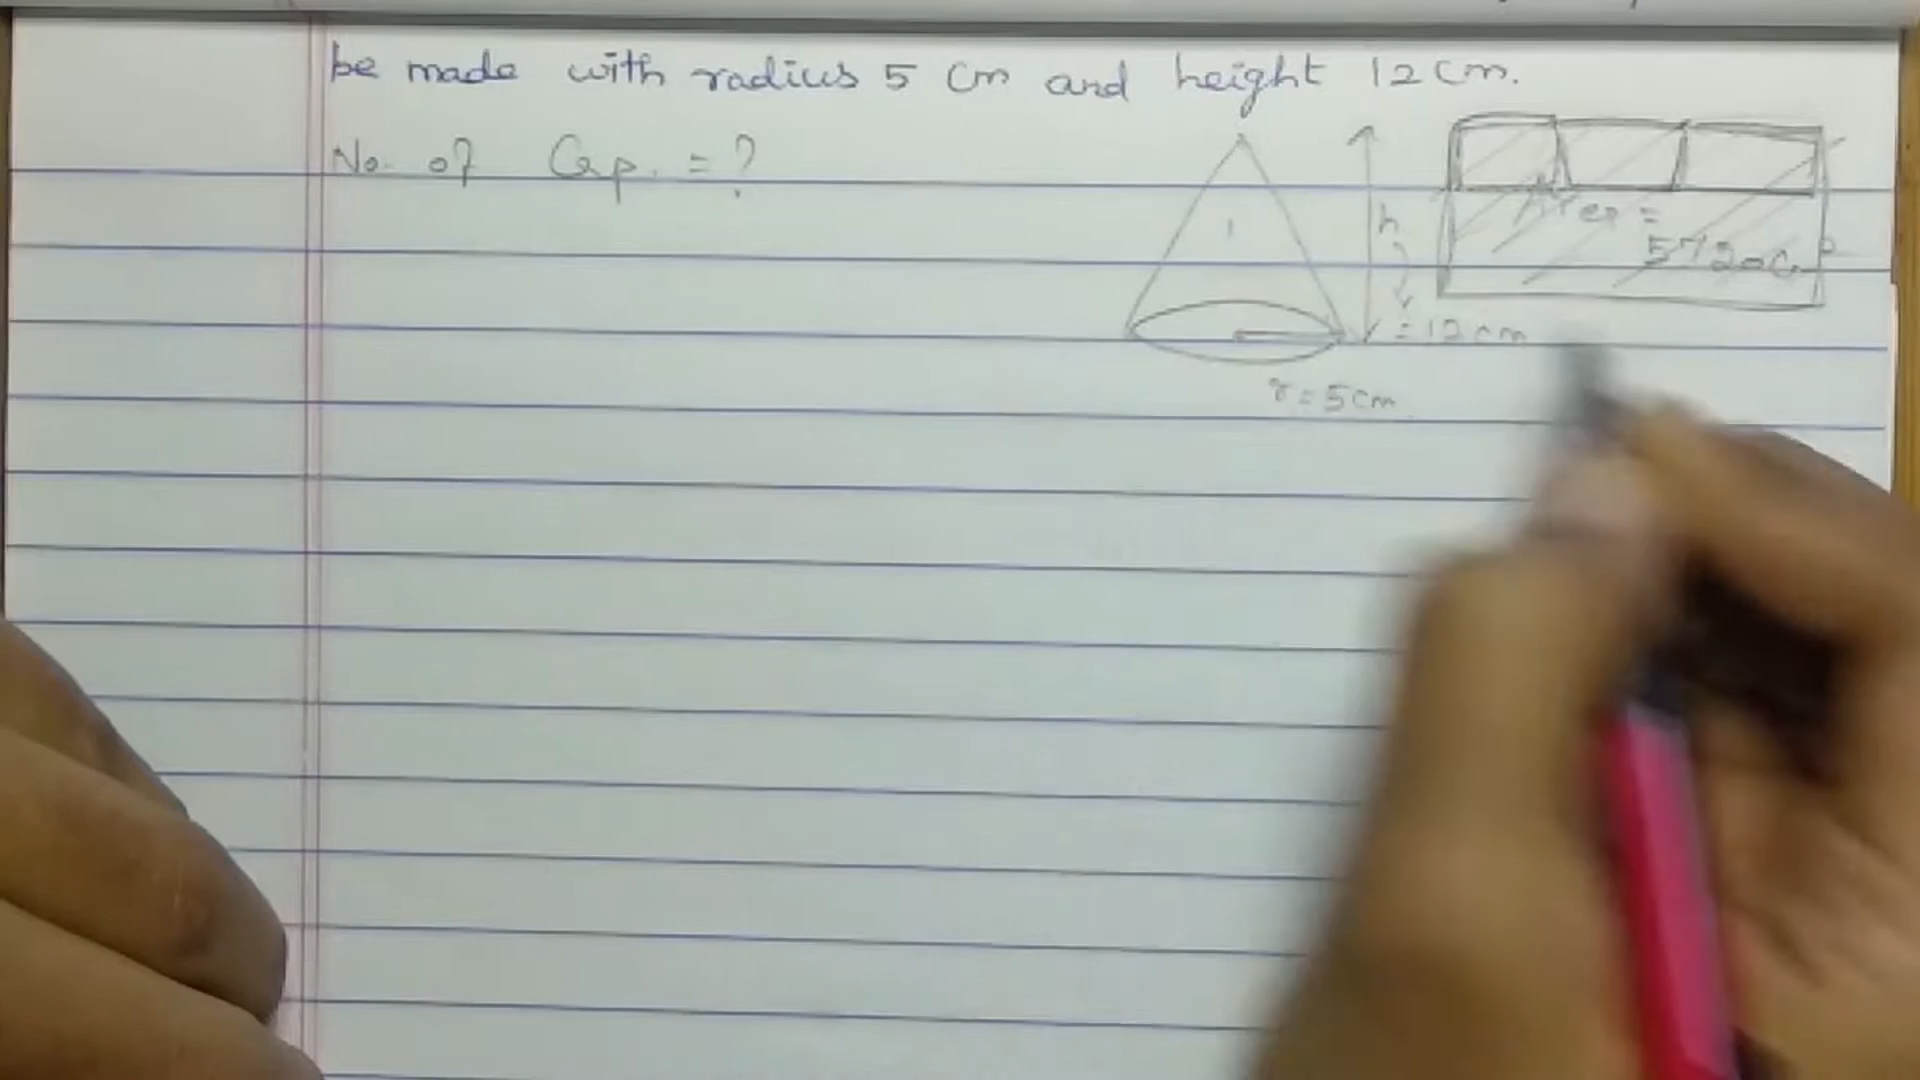 be made with radius 5 cm and height 12 cm.
No. of Cap. = ?
1
h
= 12 cm
r = 5 cm
Area =
5720 c